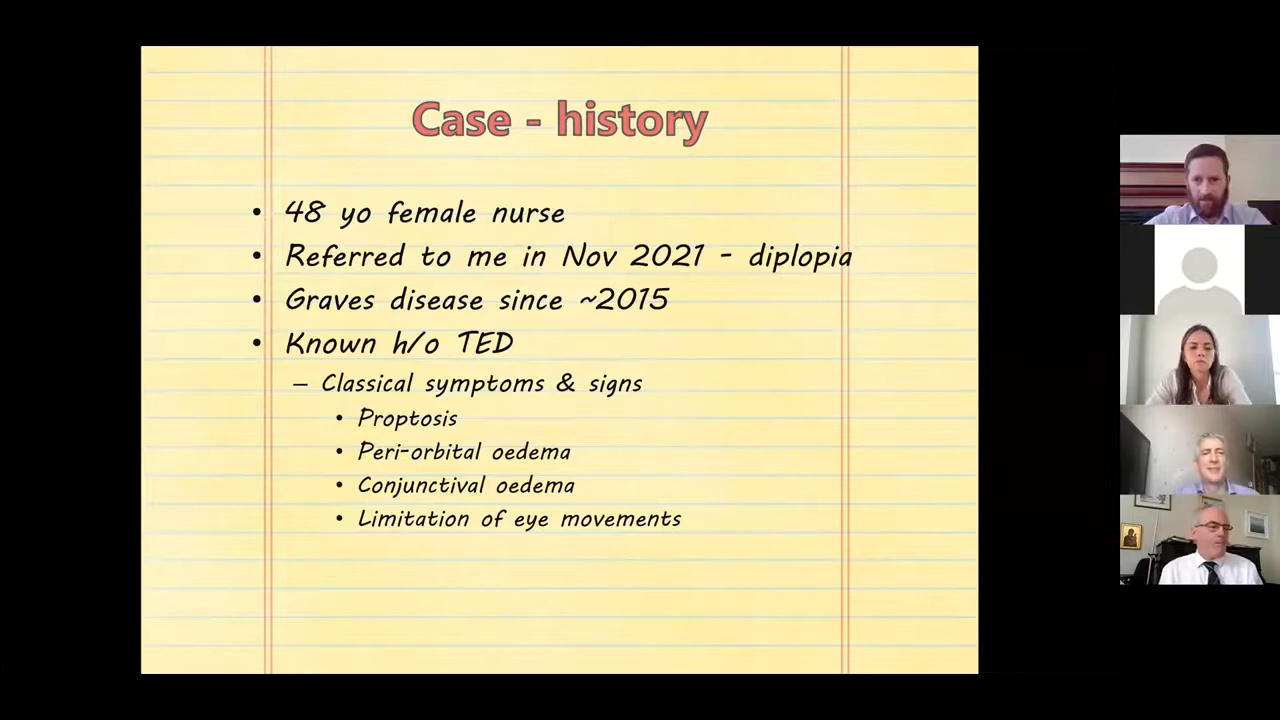 Case - history
• 48 yo female nurse
• Referred to me in Nov 2021 - diplopia
• Graves disease since ~2015
• Known h/o TED
– Classical symptoms & signs
• Proptosis
• Peri-orbital oedema
• Conjunctival oedema
• Limitation of eye movements